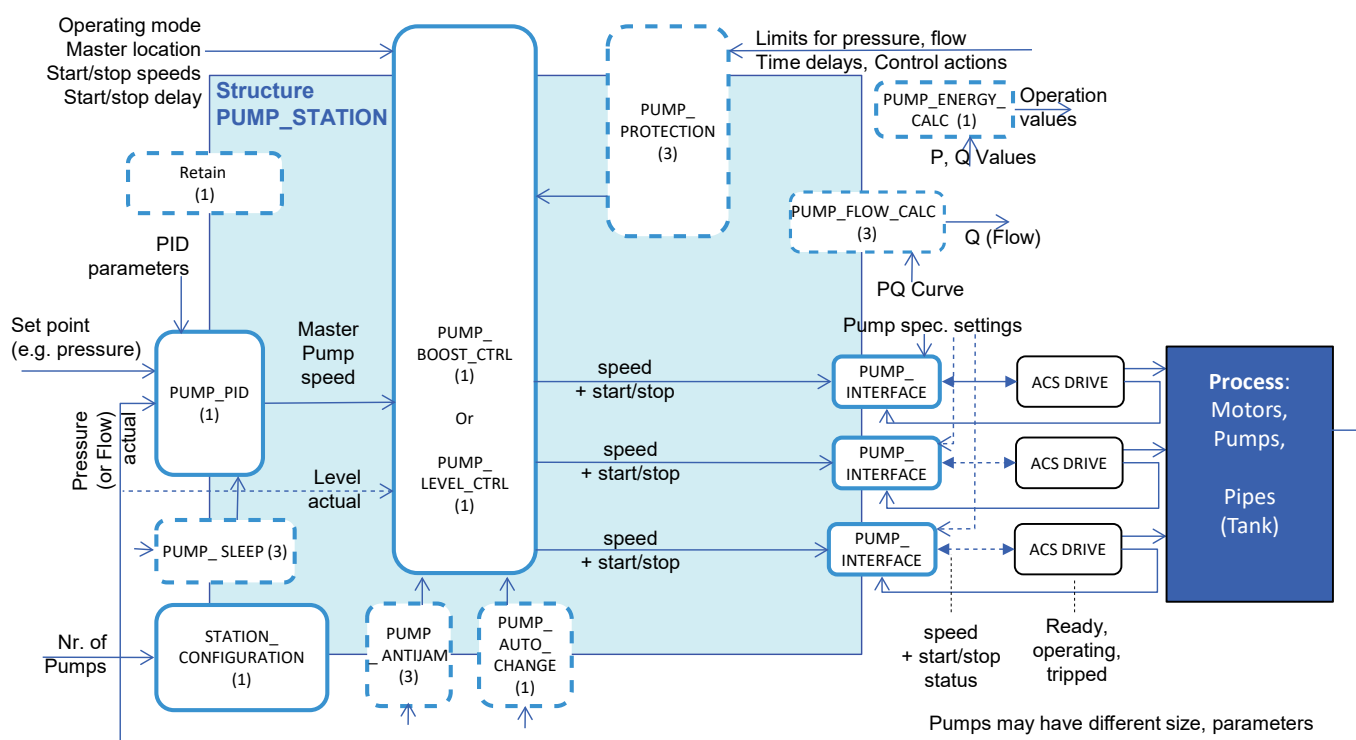 Operating mode
Master location
Start/stop speeds
Start/stop delay
Structure
PUMP_STATION
Limits for pressure, flow
Time delays, Control actions
PUMP_
PROTECTION
(3)
PUMP_ENERGY_
CALC (1)
Operation
values
P, Q Values
Retain
(1)
PUMP_FLOW_CALC
(3)
Q (Flow)
PQ Curve
PID
parameters
Set point
(e.g. pressure)
Master
Pump
speed
PUMP_PID
(1)
Pressure
(or Flow)
actual
Level
actual
PUMP_
BOOST_CTRL
(1)
Or
PUMP_
LEVEL_CTRL
(1)
Pump spec. settings
speed
+ start/stop
PUMP_
INTERFACE
ACS DRIVE
speed
+ start/stop
PUMP_
INTERFACE
ACS DRIVE
speed
+ start/stop
PUMP_
INTERFACE
ACS DRIVE
Process:
Motors,
Pumps,
Pipes
(Tank)
PUMP_ SLEEP (3)
Nr. of
Pumps
STATION_
CONFIGURATION
(1)
PUMP
_ANTIJAM
(3)
PUMP_
AUTO_
CHANGE
(1)
speed
+ start/stop
status
Ready,
operating,
tripped
Pumps may have different size, parameters